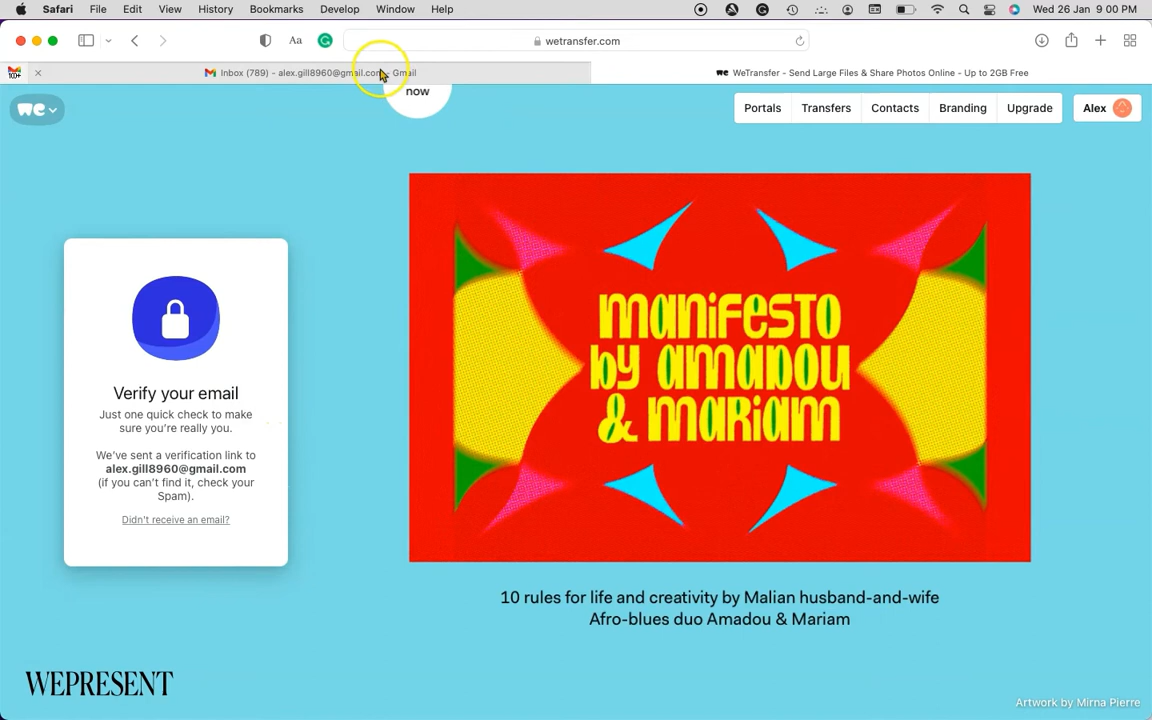 Safari File Edit View History Bookmarks Develop Window Help Wed 26 Jan 9:00 PM
AA wetransfer.com
100+ Inbox (789) - alex.gill8960@gmail.com - Gmail WeTransfer - Send Large Files & Share Photos Online - Up to 2GB Free
now
we Portals Transfers Contacts Branding Upgrade Alex
manifesto
by amadou
& mariam
Verify your email
Just one quick check to make
sure you're really you.
We've sent a verification link to
alex.gill8960@gmail.com
(if you can't find it, check your
Spam).
Didn't receive an email?
10 rules for life and creativity by Malian husband-and-wife
Afro-blues duo Amadou & Mariam
WEPRESENT
Artwork by Mirna Pierre